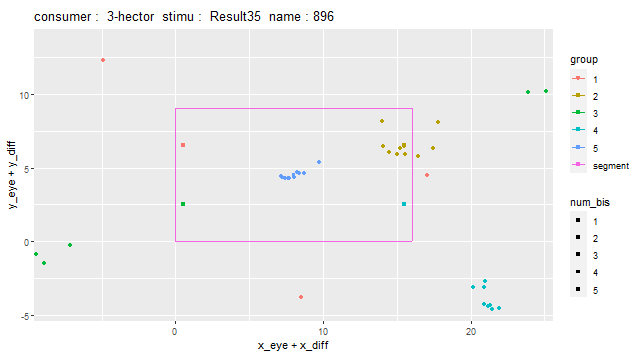 consumer :  3-hector  stimu :  Result35  name : 896
y_eye + y_diff
10
5
0
-5
0
10
20
x_eye + x_diff
group
1
2
3
4
5
segment
num_bis
1
2
3
4
5